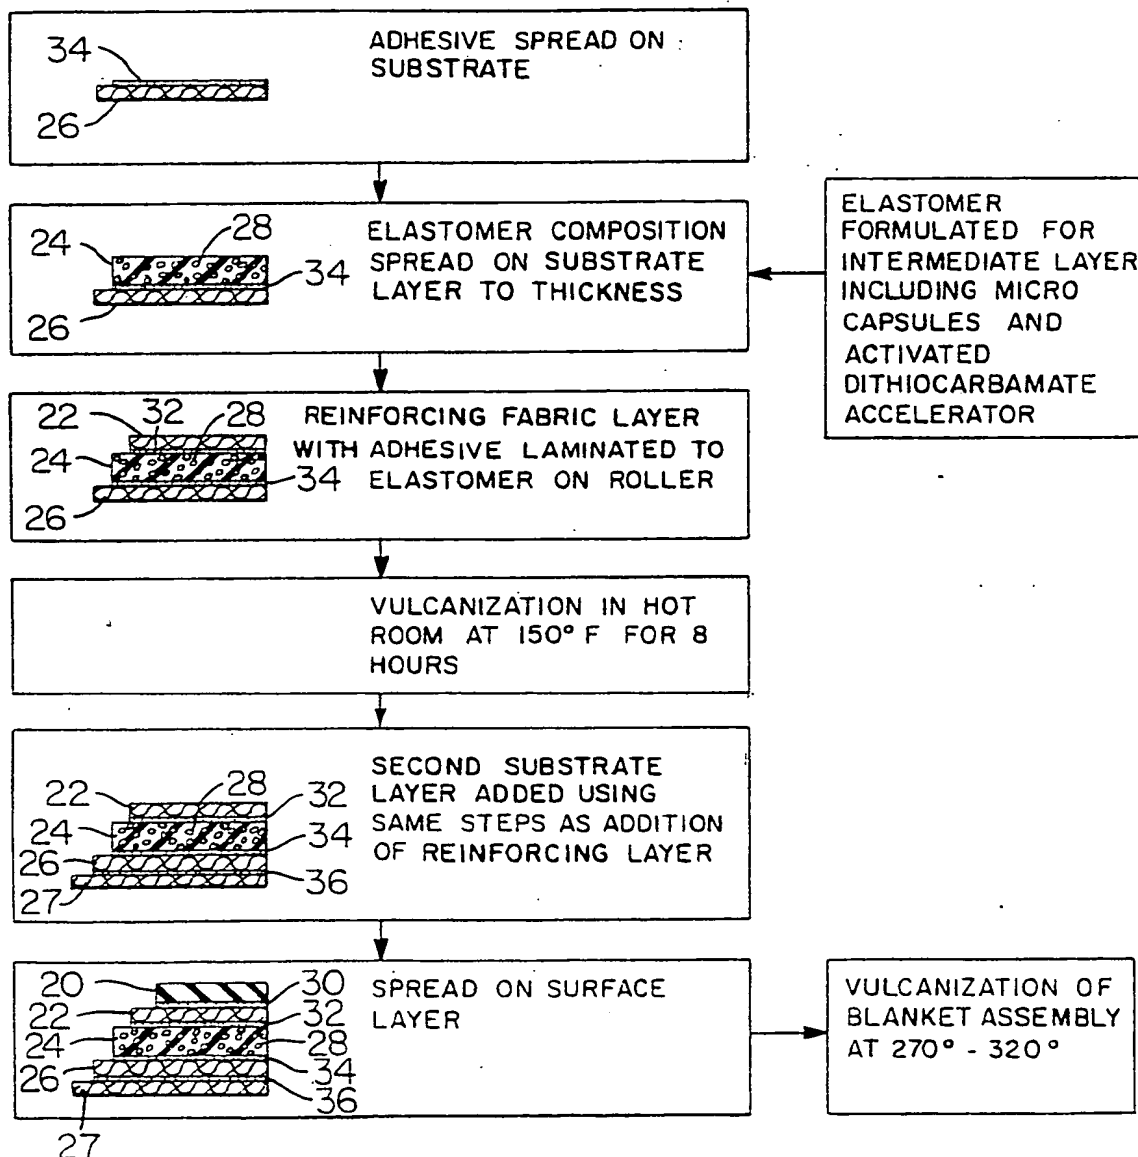 34
26
ADHESIVE SPREAD ON
SUBSTRATE
24
28
34
26
ELASTOMER COMPOSITION
SPREAD ON SUBSTRATE
LAYER TO THICKNESS
ELASTOMER
FORMULATED FOR
INTERMEDIATE LAYER
INCLUDING MICRO
CAPSULES AND
ACTIVATED
DITHIOCARBAMATE
ACCELERATOR
22
32
28
24
34
26
REINFORCING FABRIC LAYER
WITH ADHESIVE LAMINATED TO
ELASTOMER ON ROLLER
VULCANIZATION IN HOT
ROOM AT 150° F FOR 8
HOURS
22
28
32
24
34
26
36
27
SECOND SUBSTRATE
LAYER ADDED USING
SAME STEPS AS ADDITION
OF REINFORCING LAYER
20
30
22
32
24
28
34
26
36
27
SPREAD ON SURFACE
LAYER
VULCANIZATION OF
BLANKET ASSEMBLY
AT 270° - 320°